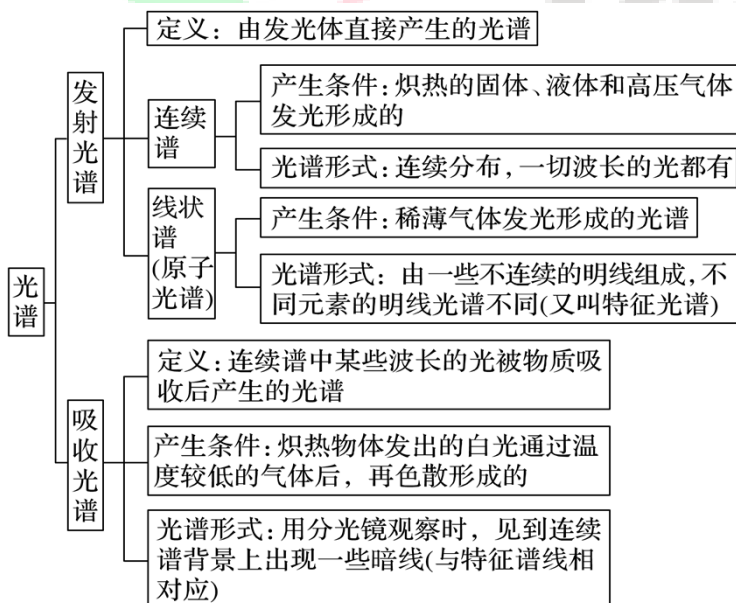 定义：由发光体直接产生的光谱
发射光谱
连续谱
产生条件：炽热的固体、液体和高压气体
发光形成的
光谱形式：连续分布，一切波长的光都有
线状谱
(原子光谱)
产生条件：稀薄气体发光形成的光谱
光谱形式：由一些不连续的明线组成，不
同元素的明线光谱不同(又叫特征光谱)
光谱
吸收光谱
定义：连续谱中某些波长的光被物质吸
收后产生的光谱
产生条件：炽热物体发出的白光通过温
度较低的气体后，再色散形成的
光谱形式：用分光镜观察时，见到连续
谱背景上出现一些暗线(与特征谱线相
对应)